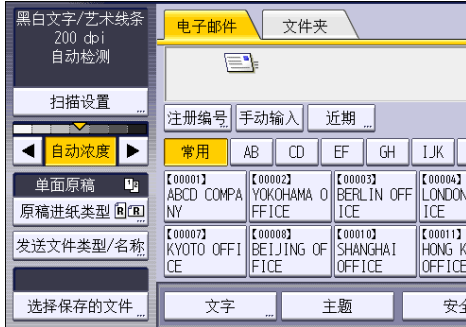 黑白文字/艺术线条
200 dpi
自动检测
扫描设置
自动浓度
单面原稿
原稿进纸类型
发送文件类型/名称
选择保存的文件
电子邮件 文件夹
注册编号 手动输入 近期
常用 AB CD EF GH IJK
【00001】 【00002】 【00003】 【00004】
ABCD COMPA YOKOHAMA O BERLIN OFF LONDON
NY FFICE ICE ICE
【00007】 【00008】 【00010】 【00011】
KYOTO OFFI BEIJING OF SHANGHAI HONG K
CE FICE OFFICE OFFICE
文字 主题